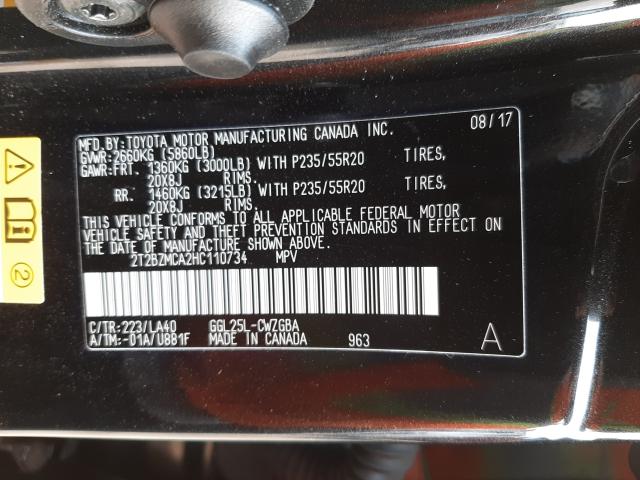 MFD.BY:TOYOTA MOTOR MANUFACTURING CANADA INC. 08/17
GVWR:2660KG (5860LB)
GAWR:FRT. 1360KG (3000LB) WITH P235/55R20 TIRES,
20X8J RIMS.
RR. 1460KG (3215LB) WITH P235/55R20 TIRES,
20X8J RIMS.
THIS VEHICLE CONFORMS TO ALL APPLICABLE FEDERAL MOTOR
VEHICLE SAFETY AND THEFT PREVENTION STANDARDS IN EFFECT ON
THE DATE OF MANUFACTURE SHOWN ABOVE.
2T2BZMCA2HC110734 MPV
C/TR:223/LA40 GGL25L-CWZGBA
A/TM:-01A/U881F MADE IN CANADA 963 A
2